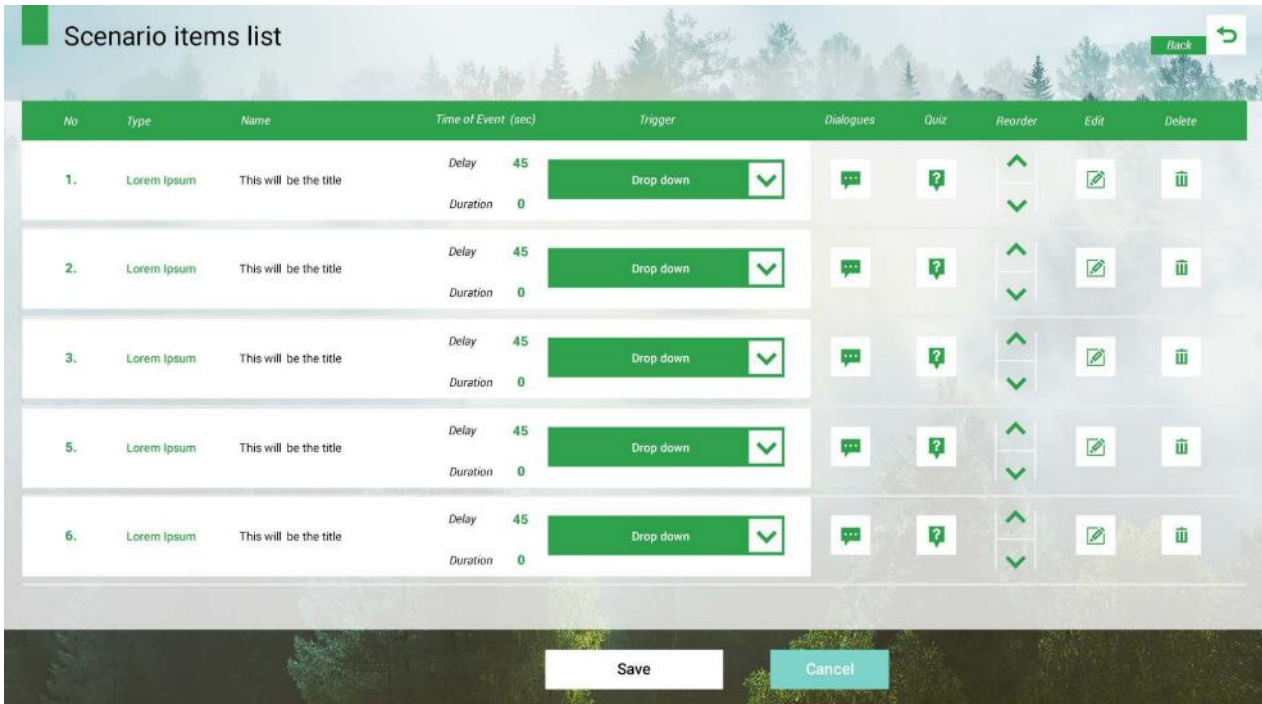 Scenario items list
Back
No Type Name Time of Event (sec) Trigger Dialogues Quiz Reorder Edit Delete
Delay 45
1. Lorem Ipsum This will be the title Drop down
Duration 0
Delay 45
2. Lorem Ipsum This will be the title Drop down
Duration 0
Delay 45
3. Lorem Ipsum This will be the title Drop down
Duration 0
Delay 45
5. Lorem Ipsum This will be the title Drop down
Duration 0
Delay 45
6. Lorem Ipsum This will be the title Drop down
Duration 0
Save Cancel